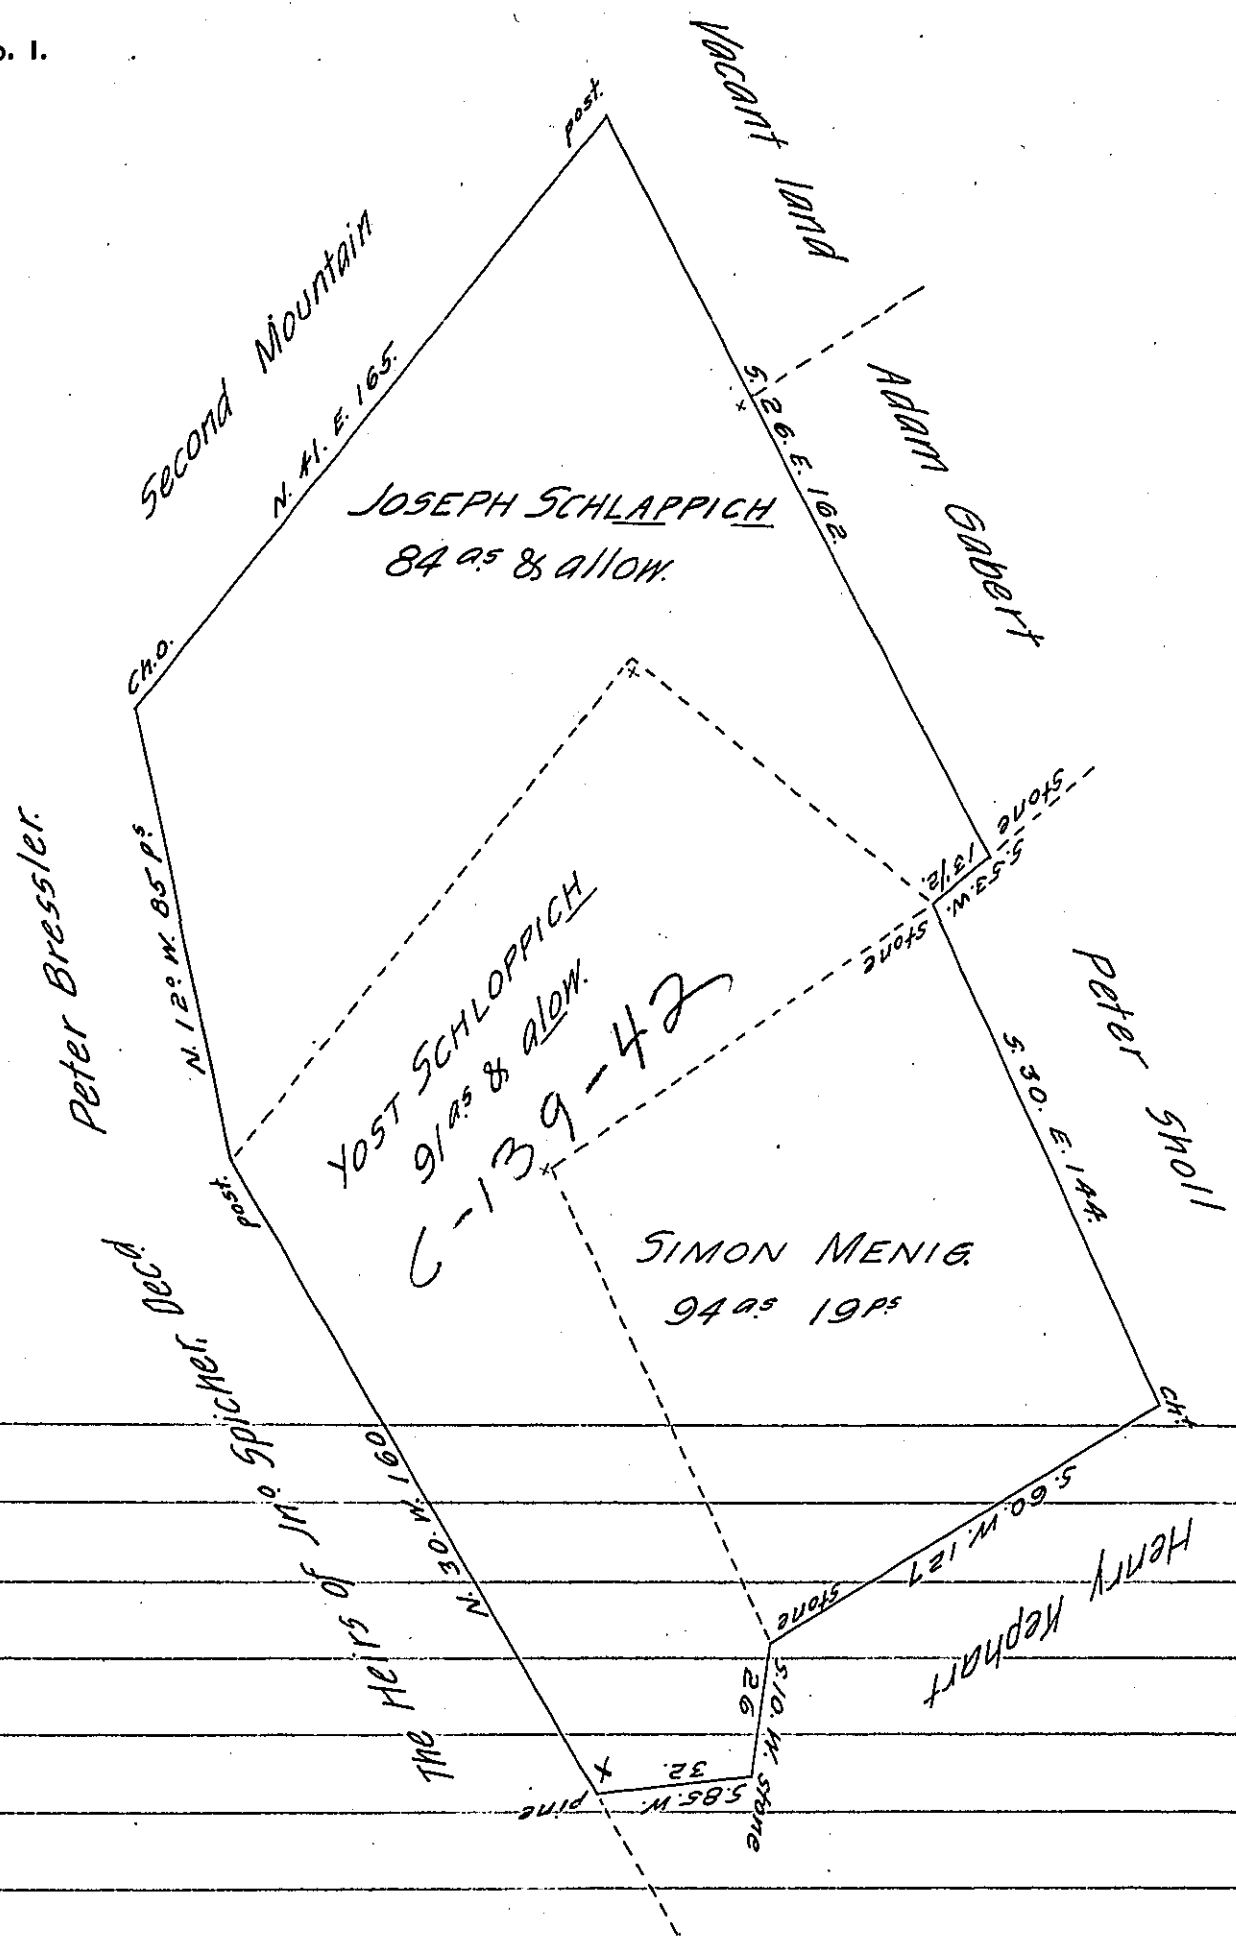 o. 1.
Vacant land
post.
Second Mountain
N. 41. E. 165.
S. 26. E. 162.
Adam Gabert
JOSEPH SCHLAPPICH
84 as & allow.
Ch.O.
stone
S. 53. W.
13 1/2.
stone
Peter Bressler.
N. 12° W. 85 Ps
YOST SCHLOPPICH
91 as & alow.
C-139-42
Peter Sholl
S. 30. E. 144.
post.
SIMON MENIG.
94 as 19 Ps
The Heirs of Jno Spicher, Decd.
N. 30. W. 160
cht
S. 60. W. 127
Henry Kephart
stone
S. 10. W.
26
stone
S. 85. W.
32.
pine